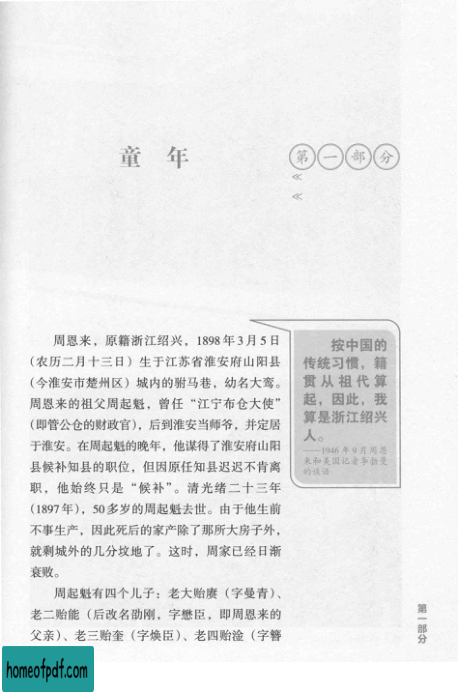 童 年
第一部分
《
《
周恩来，原籍浙江绍兴，1898年3月5日
（农历二月十三日）生于江苏省淮安府山阳县
（今淮安市楚州区）城内的驸马巷，幼名大鸾。
周恩来的祖父周起魁，曾任“江宁布仓大使”
（即管公仓的财政官），后到淮安当师爷，并定居
于淮安。在周起魁的晚年，他谋得了淮安府山阳
县候补知县的职位，但因原任知县迟迟不肯离
职，他始终只是“候补”。清光绪二十三年
（1897年），50多岁的周起魁去世。由于他生前
不事生产，因此死后的家产除了那所大房子外，
就剩城外的几分坟地了。这时，周家已经日渐
衰败。
周起魁有四个儿子：老大贻赓（字曼青）、
老二贻能（后改名劭刚，字懋臣，即周恩来的
父亲）、老三贻奎（字焕臣）、老四贻淦（字簪
按中国的
传统习惯，籍
贯从祖代算
起，因此，我
算是浙江绍兴
人。
——1946年9月周恩
来和美国记者李勃曼
的谈话
第一部分
homeofpdf.com